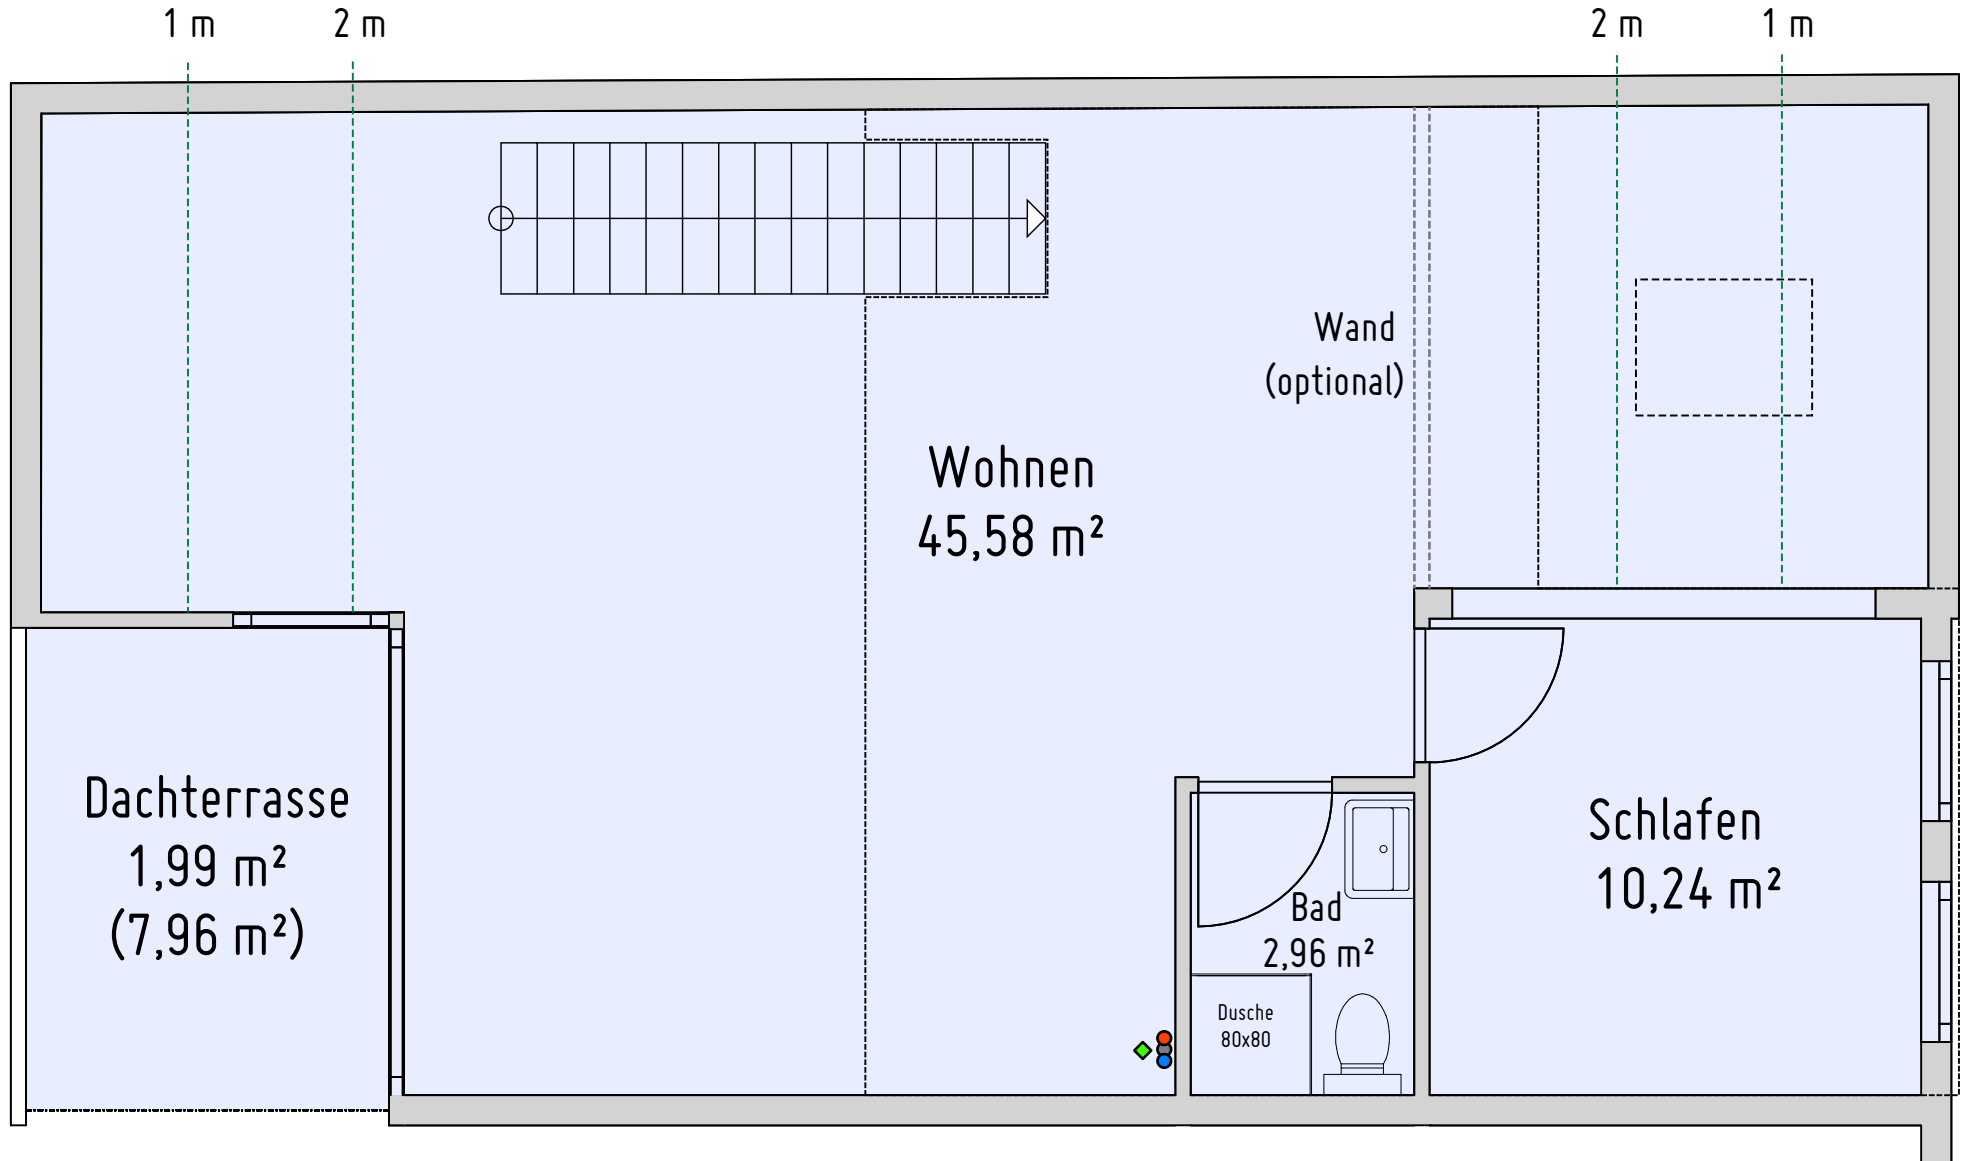 1 m
2 m
2 m
1 m
Wand
(optional)
Wohnen
45,58 m²
Dachterrasse
1,99 m²
(7,96 m²)
Schlafen
10,24 m²
Bad
2,96 m²
Dusche
80x80